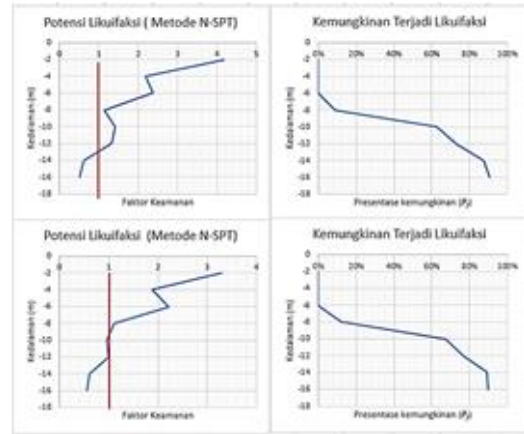 Potensi Likuifaksi ( Metode N-SPT)
0 1 2 3 4 5
0
-2
-4
-6
-8
-10
-12
-14
-16
-18
Kedalaman (m)
Faktor Keamanan
Kemungkinan Terjadi Likuifaksi
0% 20% 40% 60% 80% 100%
0
-2
-4
-6
-8
-10
-12
-14
-16
-18
Kedalaman (m)
Presentase kemungkinan (Pf)
Potensi Likuifaksi (Metode N-SPT)
0 1 2 3 4
0
-2
-4
-6
-8
-10
-12
-14
-16
-18
Kedalaman (m)
Faktor Keamanan
Kemungkinan Terjadi Likuifaksi
0% 20% 40% 60% 80% 100%
0
-2
-4
-6
-8
-10
-12
-14
-16
-18
Kedalaman (m)
Presentase kemungkinan (Pf)